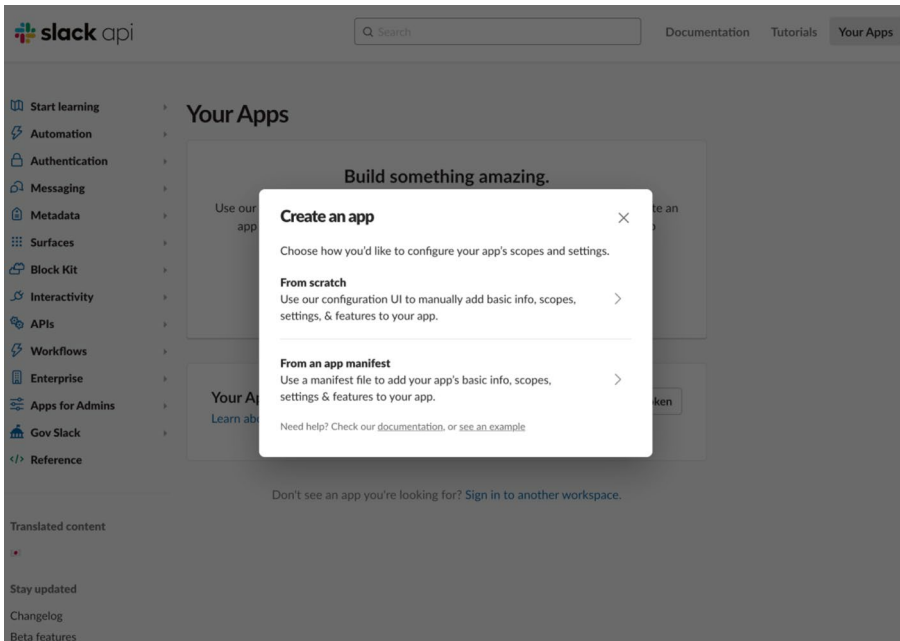 slack api
Search
Documentation
Tutorials
Your Apps
Start learning
Automation
Authentication
Messaging
Metadata
Surfaces
Block Kit
Interactivity
APIs
Workflows
Enterprise
Apps for Admins
Gov Slack
</> Reference
Translated content
Stay updated
Changelog
Beta features
Your Apps
Build something amazing.
Use our
te an
app
Create an app
Choose how you'd like to configure your app's scopes and settings.
From scratch
Use our configuration UI to manually add basic info, scopes,
settings, & features to your app.
From an app manifest
Use a manifest file to add your app's basic info, scopes,
settings & features to your app.
Need help? Check our documentation, or see an example
Your A
Learn abo
ken
Don't see an app you're looking for? Sign in to another workspace.